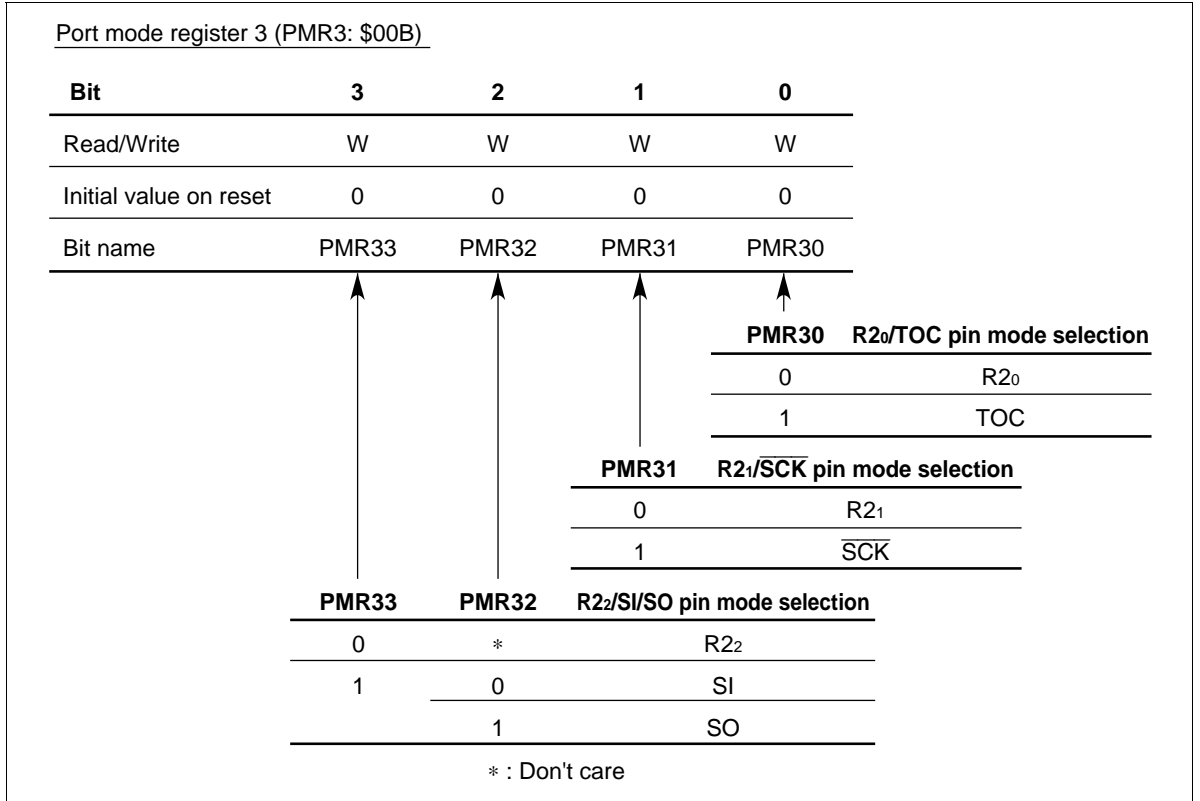 Port mode register 3 (PMR3: $00B)
Bit 3 2 1 0
Read/Write W W W W
Initial value on reset 0 0 0 0
Bit name PMR33 PMR32 PMR31 PMR30
PMR30 R2₀/TOC pin mode selection
0 R2₀
1 TOC
PMR31 R2₁/S̅C̅K̅ pin mode selection
0 R2₁
1 S̅C̅K̅
PMR33 PMR32 R2₂/SI/SO pin mode selection
0 * R2₂
1 0 SI
1 SO
* : Don't care